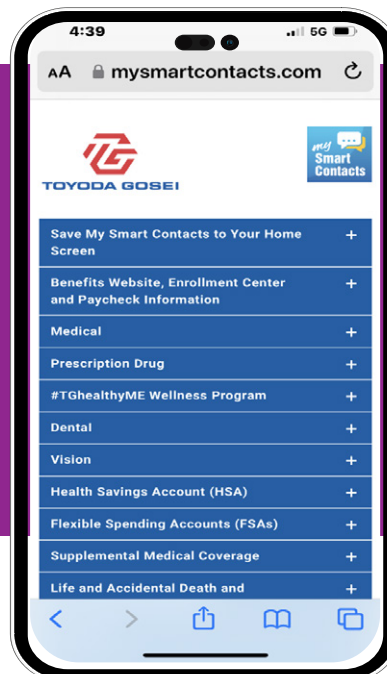 4:39
5G
AA mysmartcontacts.com
TG
TOYODA GOSEI
my
Smart
Contacts
Save My Smart Contacts to Your Home
Screen
Benefits Website, Enrollment Center
and Paycheck Information
Medical
Prescription Drug
#TGhealthyME Wellness Program
Dental
Vision
Health Savings Account (HSA)
Flexible Spending Accounts (FSAs)
Supplemental Medical Coverage
Life and Accidental Death and